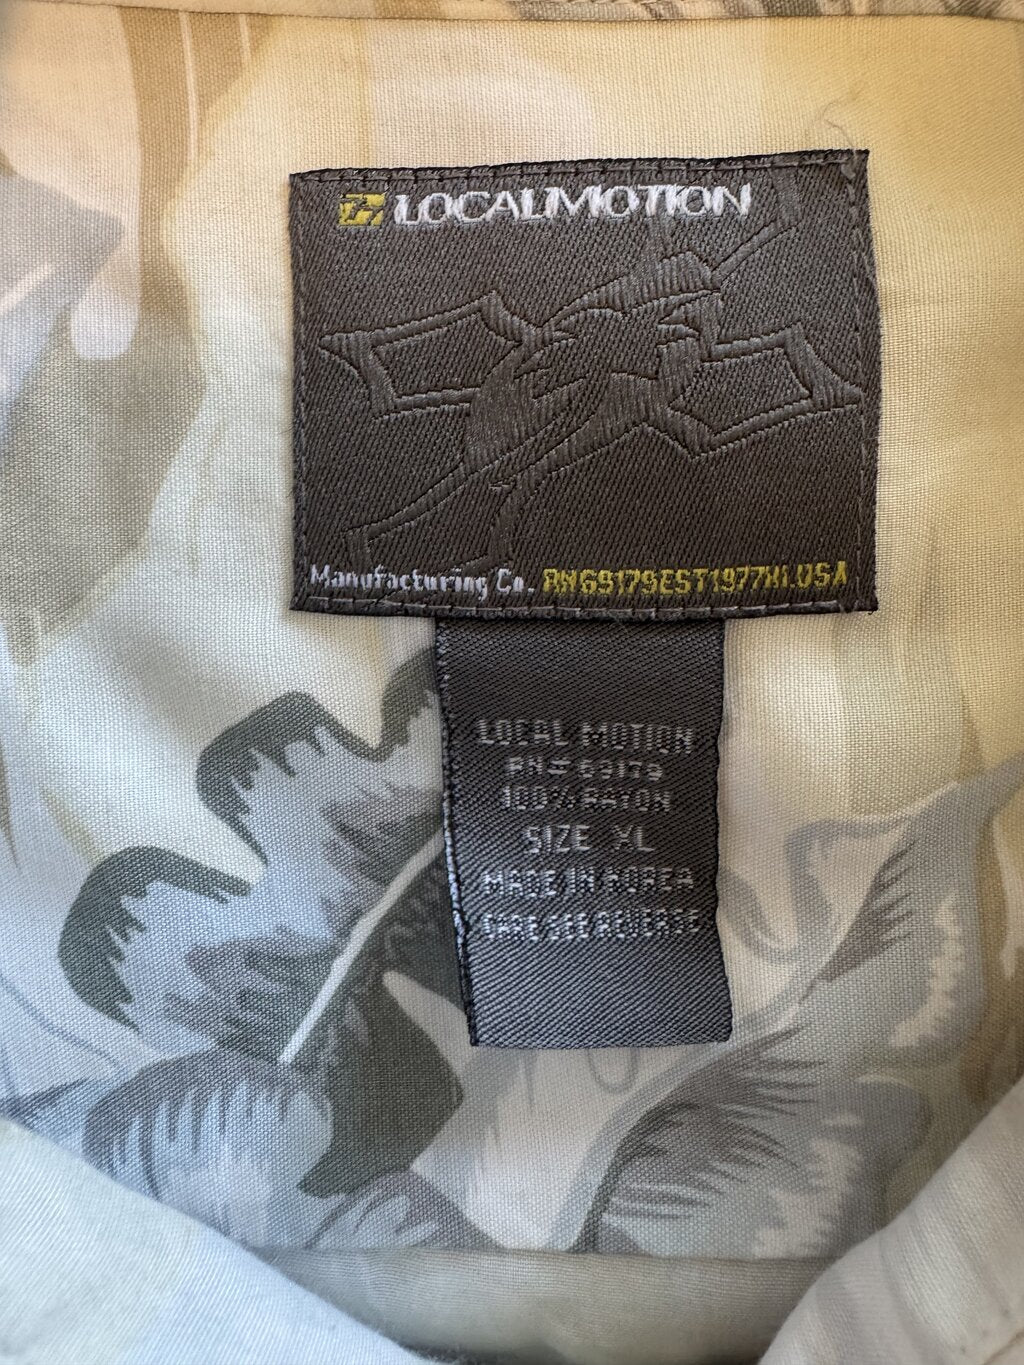 LOCALMOTION
Manufacturing Co. RN69179EST1977HI.USA
LOCAL MOTION
RN#69179
100% RAYON
SIZE XL
MADE IN KOREA
CARE/SEE REVERSE